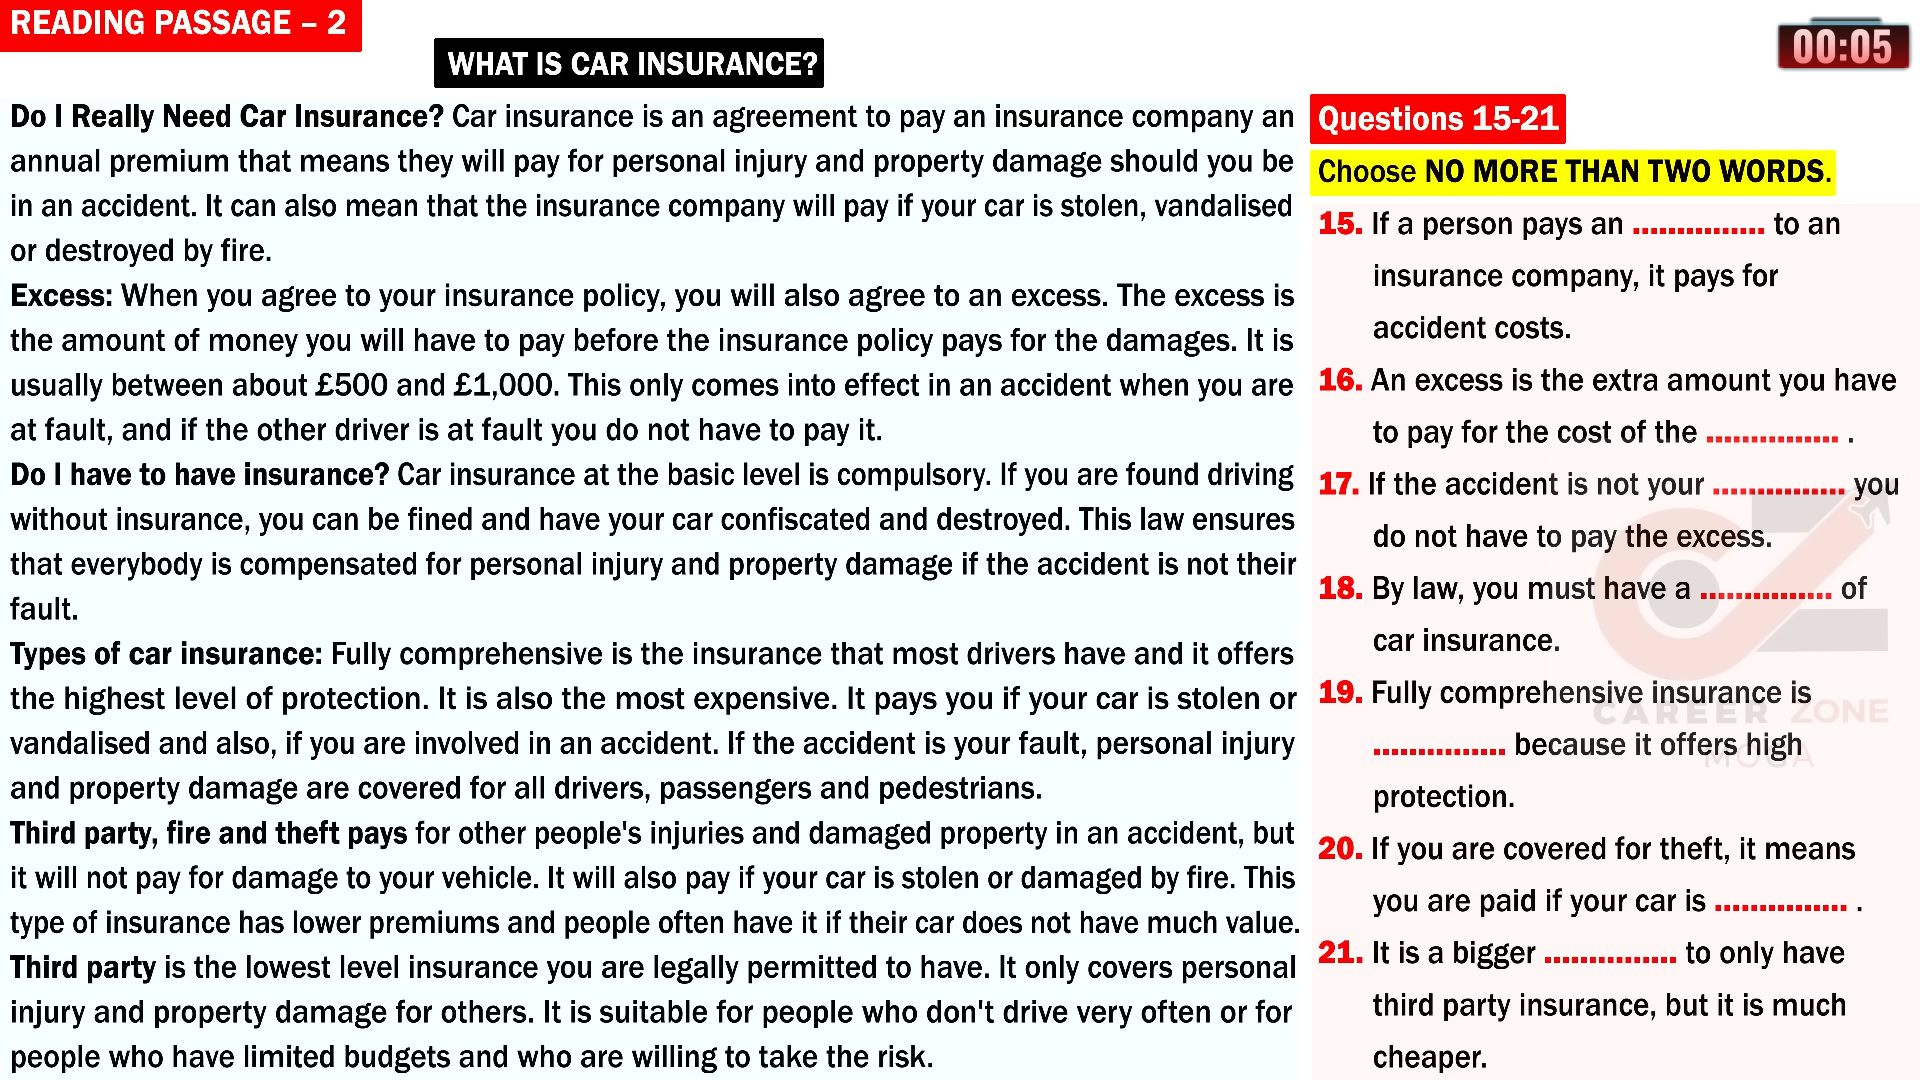 READING PASSAGE – 2
WHAT IS CAR INSURANCE?
00:05
Do I Really Need Car Insurance? Car insurance is an agreement to pay an insurance company an
annual premium that means they will pay for personal injury and property damage should you be
in an accident. It can also mean that the insurance company will pay if your car is stolen, vandalised
or destroyed by fire.
Excess: When you agree to your insurance policy, you will also agree to an excess. The excess is
the amount of money you will have to pay before the insurance policy pays for the damages. It is
usually between about £500 and £1,000. This only comes into effect in an accident when you are
at fault, and if the other driver is at fault you do not have to pay it.
Do I have to have insurance? Car insurance at the basic level is compulsory. If you are found driving
without insurance, you can be fined and have your car confiscated and destroyed. This law ensures
that everybody is compensated for personal injury and property damage if the accident is not their
fault.
Types of car insurance: Fully comprehensive is the insurance that most drivers have and it offers
the highest level of protection. It is also the most expensive. It pays you if your car is stolen or
vandalised and also, if you are involved in an accident. If the accident is your fault, personal injury
and property damage are covered for all drivers, passengers and pedestrians.
Third party, fire and theft pays for other people's injuries and damaged property in an accident, but
it will not pay for damage to your vehicle. It will also pay if your car is stolen or damaged by fire. This
type of insurance has lower premiums and people often have it if their car does not have much value.
Third party is the lowest level insurance you are legally permitted to have. It only covers personal
injury and property damage for others. It is suitable for people who don't drive very often or for
people who have limited budgets and who are willing to take the risk.
Questions 15-21
Choose NO MORE THAN TWO WORDS.
15. If a person pays an ............... to an
insurance company, it pays for
accident costs.
16. An excess is the extra amount you have
to pay for the cost of the ............... .
17. If the accident is not your ............... you
do not have to pay the excess.
18. By law, you must have a ............... of
car insurance.
19. Fully comprehensive insurance is
............... because it offers high
protection.
20. If you are covered for theft, it means
you are paid if your car is ............... .
21. It is a bigger ............... to only have
third party insurance, but it is much
cheaper.
CAREER ZONE
MOGA